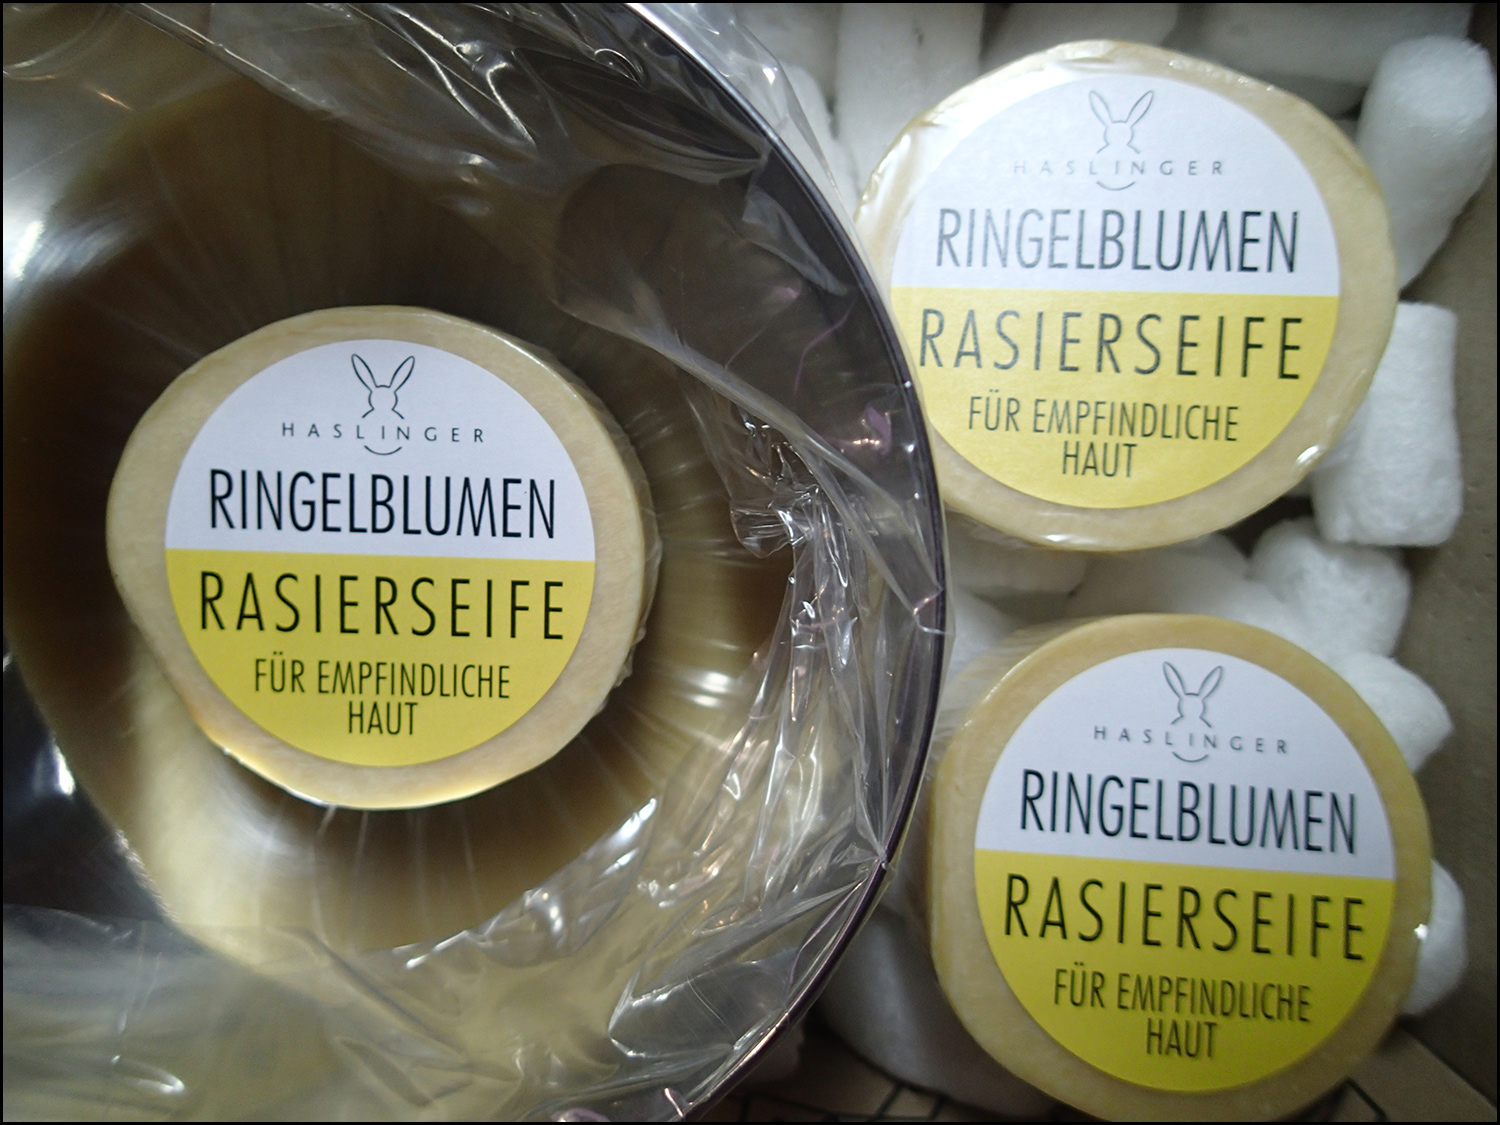 HASLINGER
RINGELBLUMEN
RASIERSEIFE
FÜR EMPFINDLICHE
HAUT
HASLINGER
RINGELBLUMEN
RASIERSEIFE
FÜR EMPFINDLICHE
HAUT
HASLINGER
RINGELBLUMEN
RASIERSEIFE
FÜR EMPFINDLICHE
HAUT